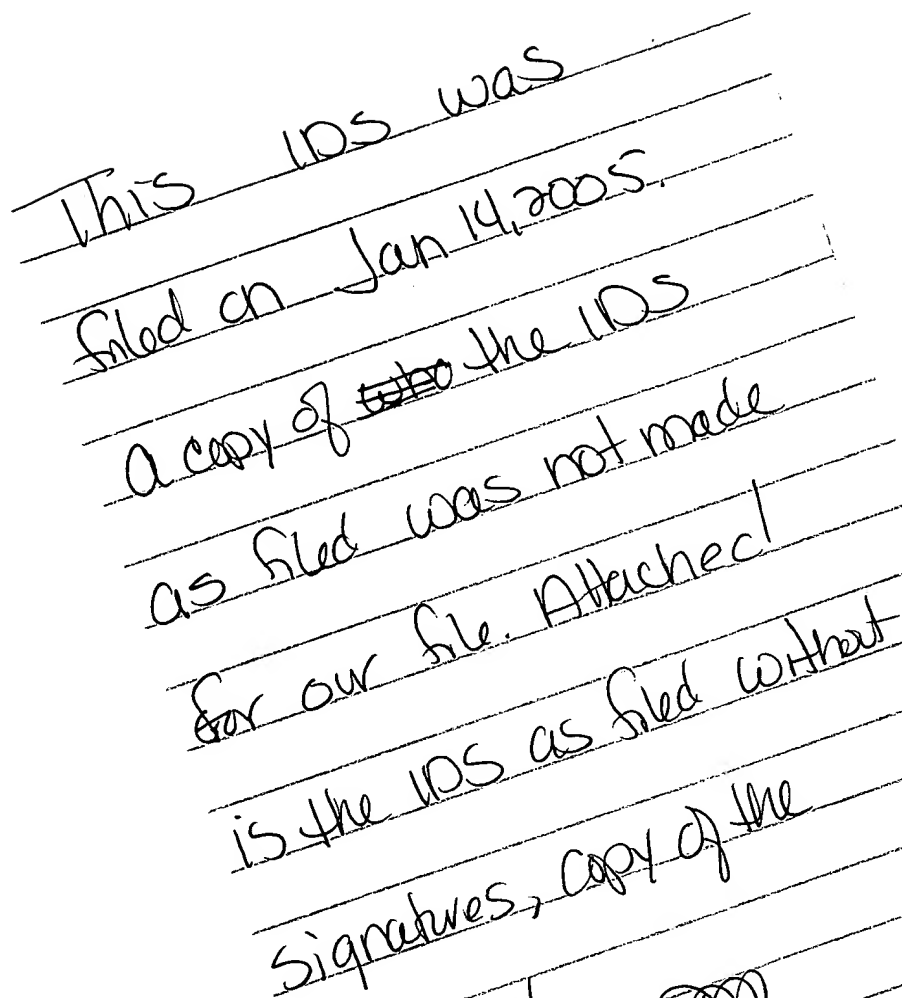 This IDS was
filed on Jan 14, 2005.
a copy of the IDS
as filed was not made
for our file. Attached
is the IDS as filed without
signatures, copy of the